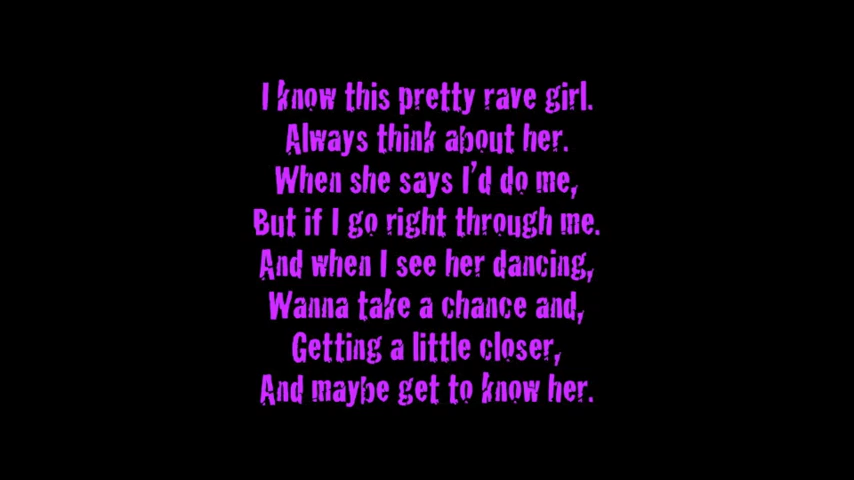 I know this pretty rave girl.
Always think about her.
When she says I'd do me,
But if I go right through me.
And when I see her dancing,
Wanna take a chance and,
Getting a little closer,
And maybe get to know her.